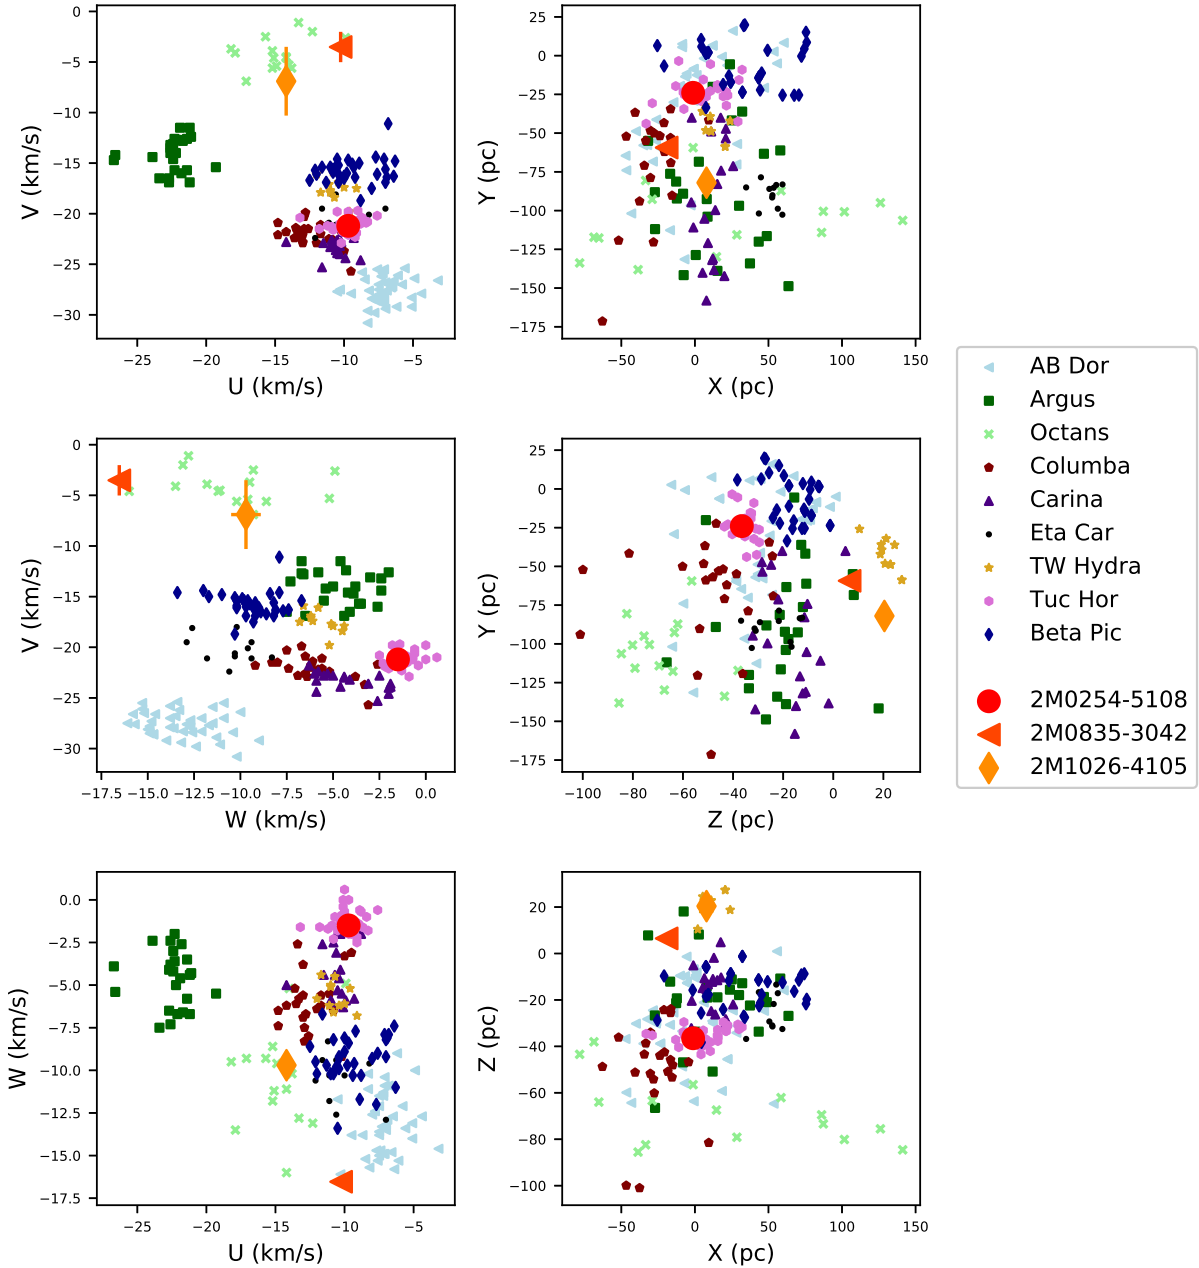 0
−5
−10
−15
−20
−25
−30
V (km/s)
−25 −20 −15 −10 −5
U (km/s)
25
0
−25
−50
−75
−100
−125
−150
−175
Y (pc)
−50 0 50 100 150
X (pc)
0
−5
−10
−15
−20
−25
−30
V (km/s)
−17.5 −15.0 −12.5 −10.0 −7.5 −5.0 −2.5 0.0
W (km/s)
25
0
−25
−50
−75
−100
−125
−150
−175
Y (pc)
−100 −80 −60 −40 −20 0 20
Z (pc)
0.0
−2.5
−5.0
−7.5
−10.0
−12.5
−15.0
−17.5
W (km/s)
−25 −20 −15 −10 −5
U (km/s)
20
0
−20
−40
−60
−80
−100
Z (pc)
−50 0 50 100 150
X (pc)
AB Dor
Argus
Octans
Columba
Carina
Eta Car
TW Hydra
Tuc Hor
Beta Pic
2M0254-5108
2M0835-3042
2M1026-4105